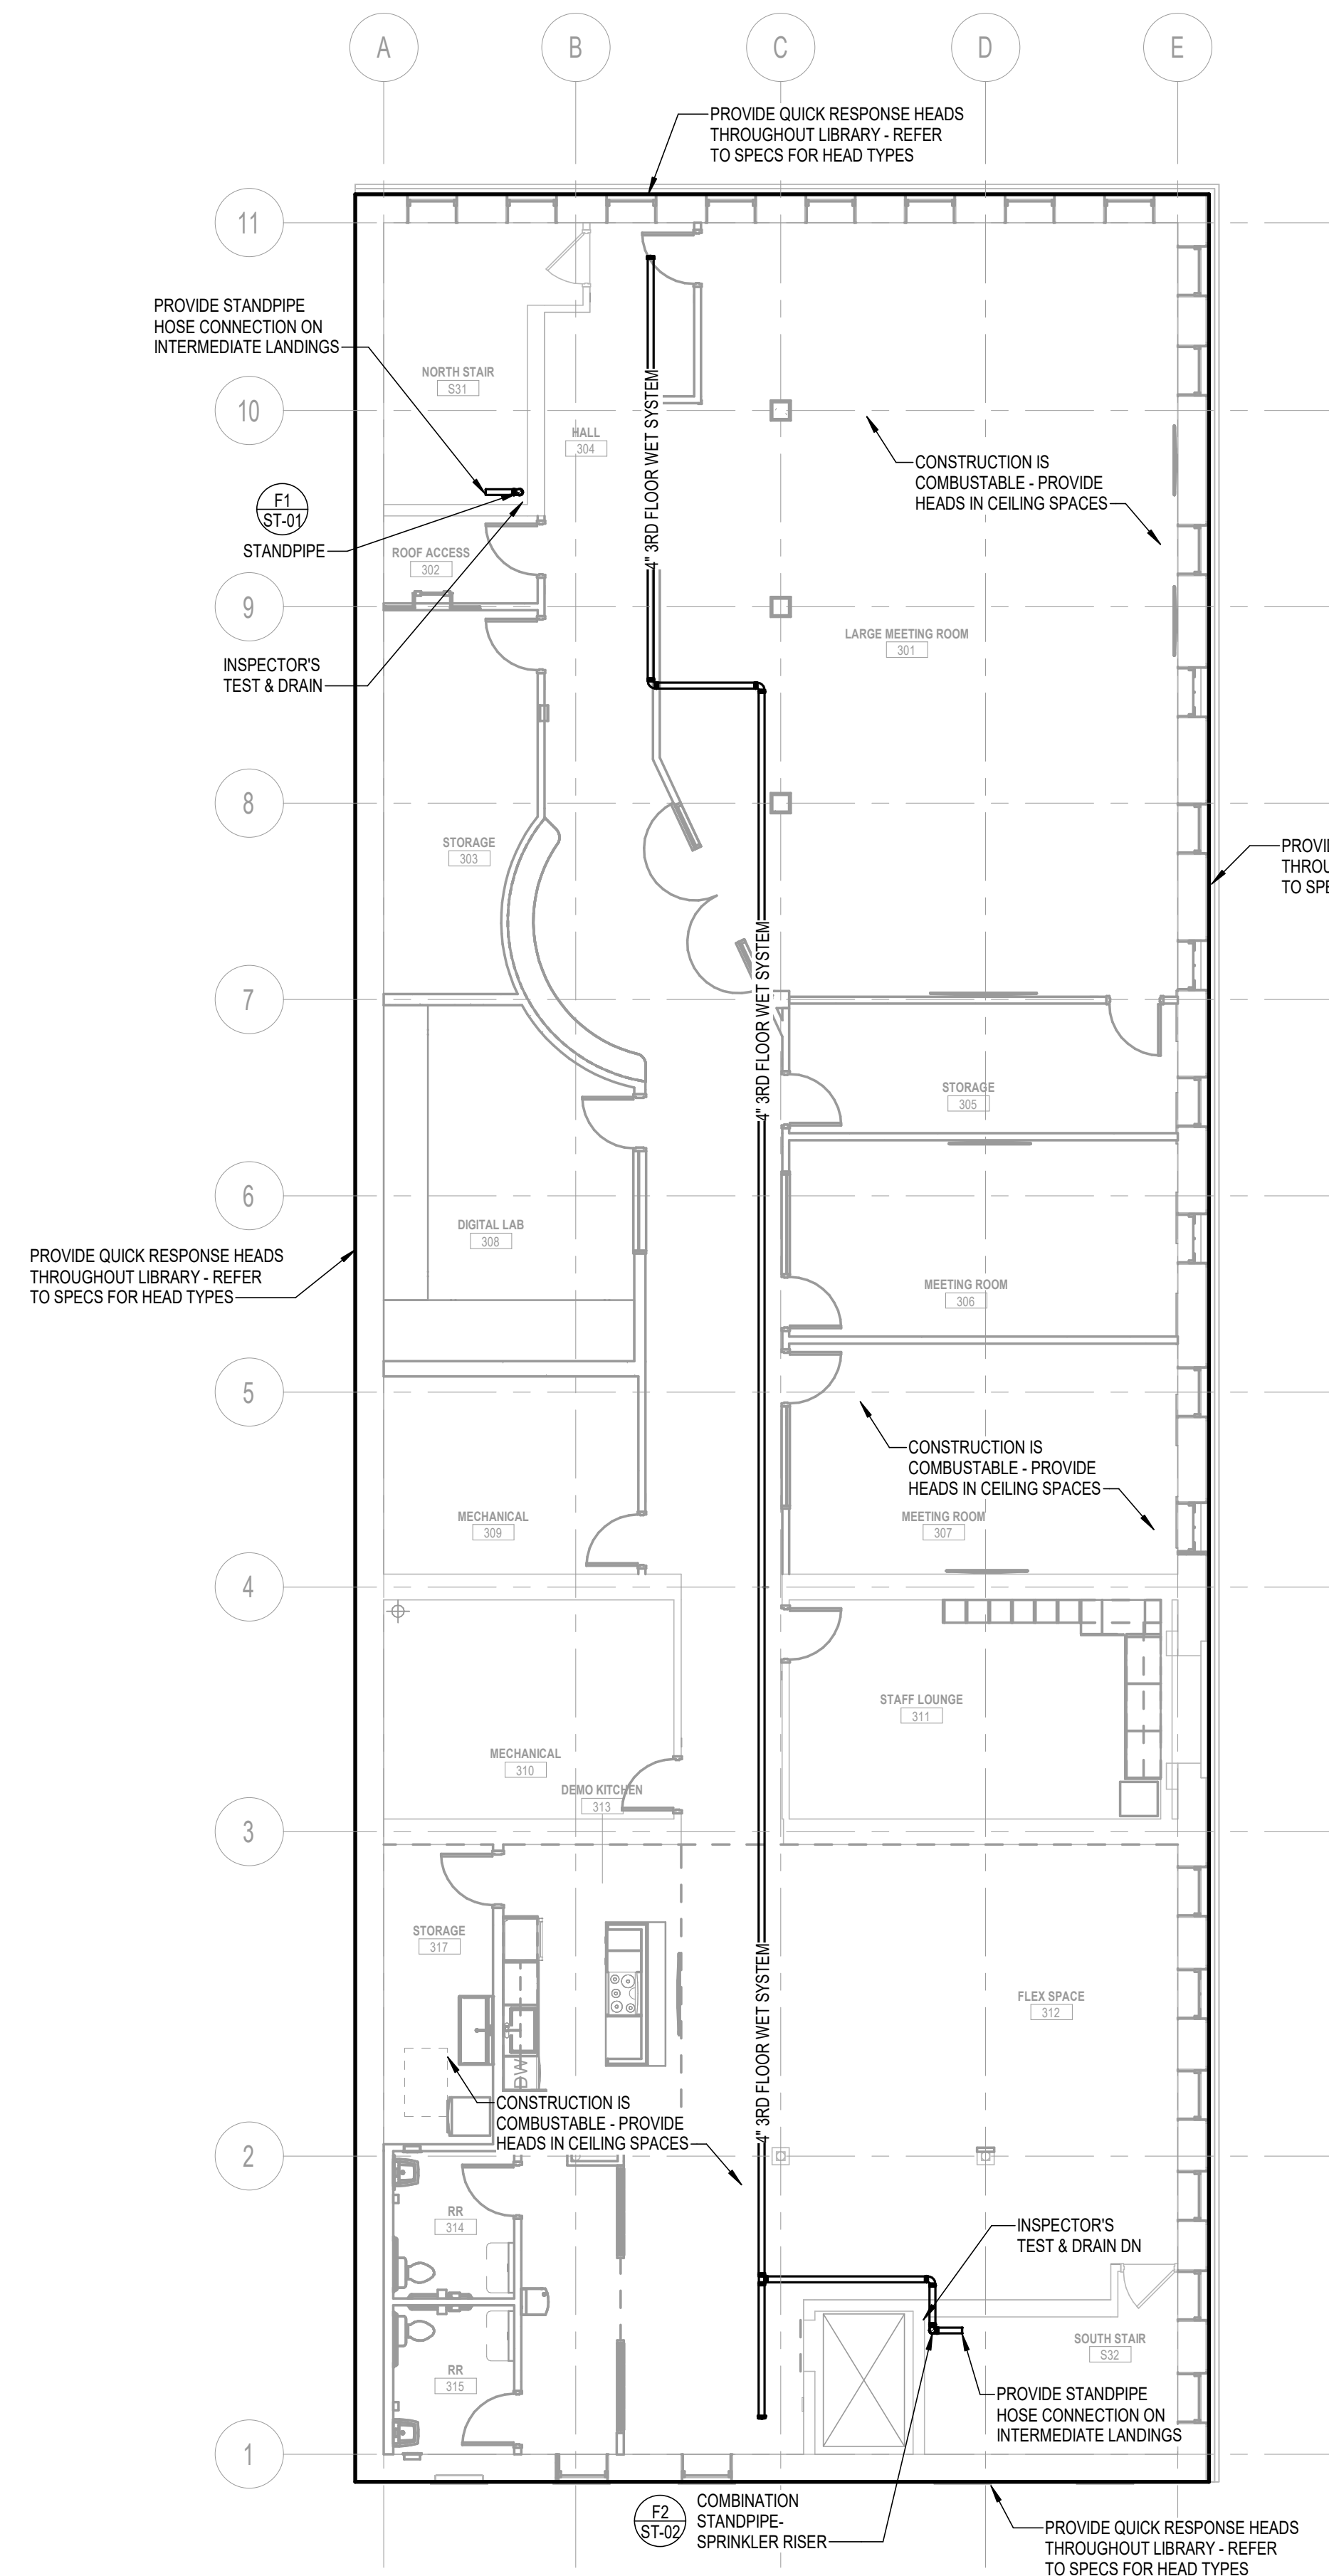 A
B
C
D
E
PROVIDE QUICK RESPONSE HEADS
THROUGHOUT LIBRARY - REFER
TO SPECS FOR HEAD TYPES
11
PROVIDE STANDPIPE
HOSE CONNECTION ON
INTERMEDIATE LANDINGS
NORTH STAIR
S31
10
HALL
304
4" 3RD FLOOR WET SYSTEM
CONSTRUCTION IS
COMBUSTABLE - PROVIDE
HEADS IN CEILING SPACES
F1
ST-01
STANDPIPE
ROOF ACCESS
302
9
LARGE MEETING ROOM
301
INSPECTOR'S
TEST & DRAIN
8
STORAGE
303
PROVI
THROU
TO SPE
4" 3RD FLOOR WET SYSTEM
7
STORAGE
305
6
DIGITAL LAB
308
PROVIDE QUICK RESPONSE HEADS
THROUGHOUT LIBRARY - REFER
TO SPECS FOR HEAD TYPES
MEETING ROOM
306
5
CONSTRUCTION IS
COMBUSTABLE - PROVIDE
HEADS IN CEILING SPACES
MECHANICAL
309
MEETING ROOM
307
4
STAFF LOUNGE
311
MECHANICAL
310
DEMO KITCHEN
313
3
STORAGE
317
4" 3RD FLOOR WET SYSTEM
FLEX SPACE
312
DW
CONSTRUCTION IS
COMBUSTABLE - PROVIDE
HEADS IN CEILING SPACES
2
RR
314
INSPECTOR'S
TEST & DRAIN DN
SOUTH STAIR
S32
RR
315
PROVIDE STANDPIPE
HOSE CONNECTION ON
INTERMEDIATE LANDINGS
1
F2
ST-02
COMBINATION
STANDPIPE-
SPRINKLER RISER
PROVIDE QUICK RESPONSE HEADS
THROUGHOUT LIBRARY - REFER
TO SPECS FOR HEAD TYPES